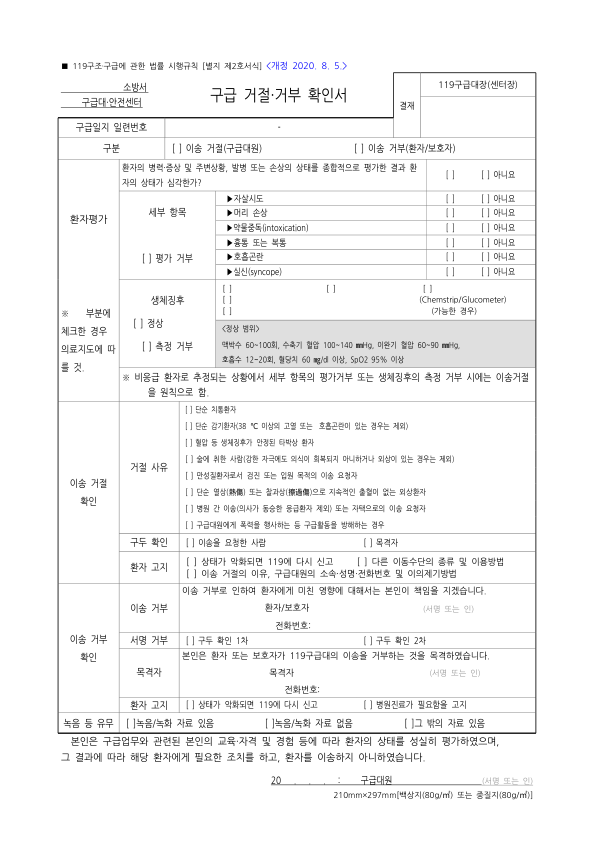 ■ 119구조·구급에 관한 법률 시행규칙 [별지 제2호서식] <개정 2020. 8. 5.>
소방서
구급대·안전센터
구급 거절·거부 확인서
결재
119구급대장(센터장)
구급일지 일련번호
-
구분
[ ] 이송 거절(구급대원)
[ ] 이송 거부(환자/보호자)
환자평가
※ 부분에
체크한 경우
의료지도에 따
를 것.
환자의 병력·증상 및 주변상황, 발병 또는 손상의 상태를 종합적으로 평가한 결과 환
자의 상태가 심각한가?
[ ] [ ] 아니요
세부 항목
[ ] 평가 거부
▶자살시도 [ ] [ ] 아니요
▶머리 손상 [ ] [ ] 아니요
▶약물중독(intoxication) [ ] [ ] 아니요
▶흉통 또는 복통 [ ] [ ] 아니요
▶호흡곤란 [ ] [ ] 아니요
▶실신(syncope) [ ] [ ] 아니요
생체징후
[ ] 정상
[ ] 측정 거부
[ ] [ ] [ ]
[ ] (Chemstrip/Glucometer)
[ ] (가능한 경우)
<정상 범위>
맥박수 60~100회, 수축기 혈압 100~140 ㎜Hg, 이완기 혈압 60~90 ㎜Hg,
호흡수 12~20회, 혈당치 60 ㎎/㎗ 이상, SpO2 95% 이상
※ 비응급 환자로 추정되는 상황에서 세부 항목의 평가거부 또는 생체징후의 측정 거부 시에는 이송거절
을 원칙으로 함.
이송 거절
확인
거절 사유
[ ] 단순 치통환자
[ ] 단순 감기환자(38 ℃ 이상의 고열 또는 호흡곤란이 있는 경우는 제외)
[ ] 혈압 등 생체징후가 안정된 타박상 환자
[ ] 술에 취한 사람(강한 자극에도 의식이 회복되지 아니하거나 외상이 있는 경우는 제외)
[ ] 만성질환자로서 검진 또는 입원 목적의 이송 요청자
[ ] 단순 열상(熱傷) 또는 찰과상(擦過傷)으로 지속적인 출혈이 없는 외상환자
[ ] 병원 간 이송(의사가 동승한 응급환자 제외) 또는 자택으로의 이송 요청자
[ ] 구급대원에게 폭력을 행사하는 등 구급활동을 방해하는 경우
구두 확인
[ ] 이송을 요청한 사람 [ ] 목격자
환자 고지
[ ] 상태가 악화되면 119에 다시 신고 [ ] 다른 이동수단의 종류 및 이용방법
[ ] 이송 거절의 이유, 구급대원의 소속·성명·전화번호 및 이의제기방법
이송 거부
확인
이송 거부
이송 거부로 인하여 환자에게 미친 영향에 대해서는 본인이 책임을 지겠습니다.
환자/보호자 (서명 또는 인)
전화번호:
서명 거부
[ ] 구두 확인 1차 [ ] 구두 확인 2차
목격자
본인은 환자 또는 보호자가 119구급대의 이송을 거부하는 것을 목격하였습니다.
목격자 (서명 또는 인)
전화번호:
환자 고지
[ ] 상태가 악화되면 119에 다시 신고 [ ] 병원진료가 필요함을 고지
녹음 등 유무
[ ]녹음/녹화 자료 있음 [ ]녹음/녹화 자료 없음 [ ]그 밖의 자료 있음
본인은 구급업무와 관련된 본인의 교육·자격 및 경험 등에 따라 환자의 상태를 성실히 평가하였으며,
그 결과에 따라 해당 환자에게 필요한 조치를 하고, 환자를 이송하지 아니하였습니다.
20 . . . : 구급대원 (서명 또는 인)
210mm×297mm[백상지(80g/㎡) 또는 중질지(80g/㎡)]